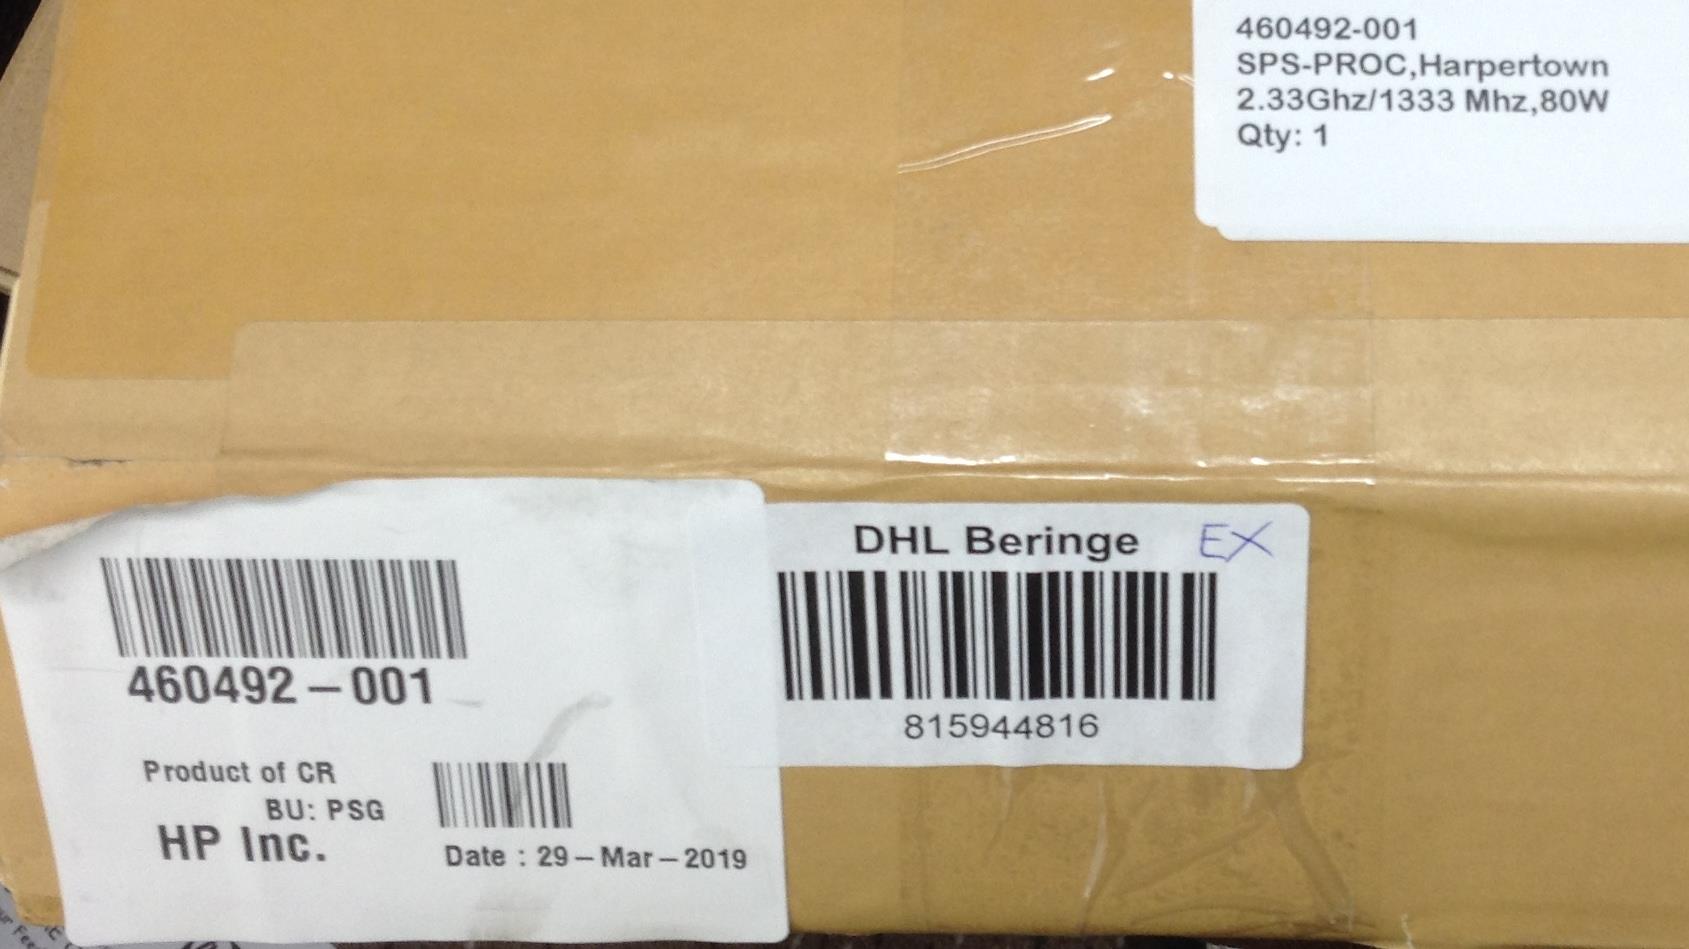 460492-001
SPS-PROC,Harpertown
2.33Ghz/1333 Mhz,80W
Qty: 1
DHL Beringe EX
815944816
460492-001
Product of CR
BU: PSG
HP Inc.
Date : 29-Mar-2019